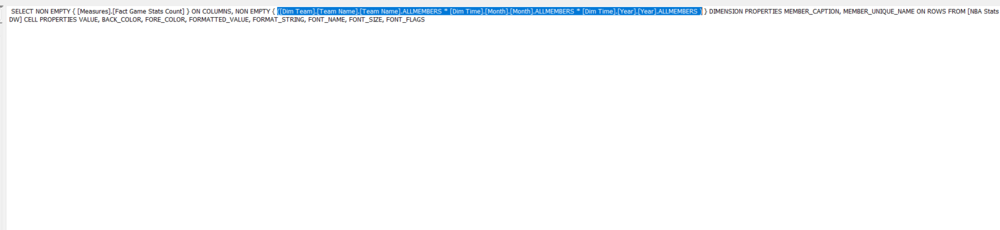 SELECT NON EMPTY { [Measures].[Fact Game Stats Count] } ON COLUMNS, NON EMPTY { ([Dim Team].[Team Name].[Team Name].ALLMEMBERS * [Dim Time].[Month].[Month].ALLMEMBERS * [Dim Time].[Year].[Year].ALLMEMBERS ) } DIMENSION PROPERTIES MEMBER_CAPTION, MEMBER_UNIQUE_NAME ON ROWS FROM [NBA Stats
DW] CELL PROPERTIES VALUE, BACK_COLOR, FORE_COLOR, FORMATTED_VALUE, FORMAT_STRING, FONT_NAME, FONT_SIZE, FONT_FLAGS